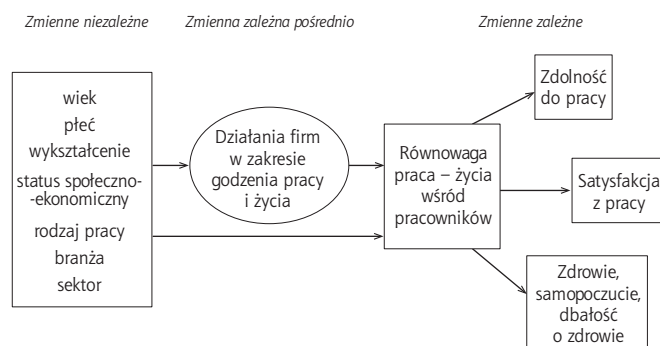 Zmienne niezależne
Zmienna zależna pośrednio
Zmienne zależne
wiek
płeć
wykształcenie
status społeczno-
-ekonomiczny
rodzaj pracy
branża
sektor
Działania firm
w zakresie
godzenia pracy
i życia
Równowaga
praca – życia
wśród
pracowników
Zdolność
do pracy
Satysfakcja
z pracy
Zdrowie,
samopoczucie,
dbałość
o zdrowie